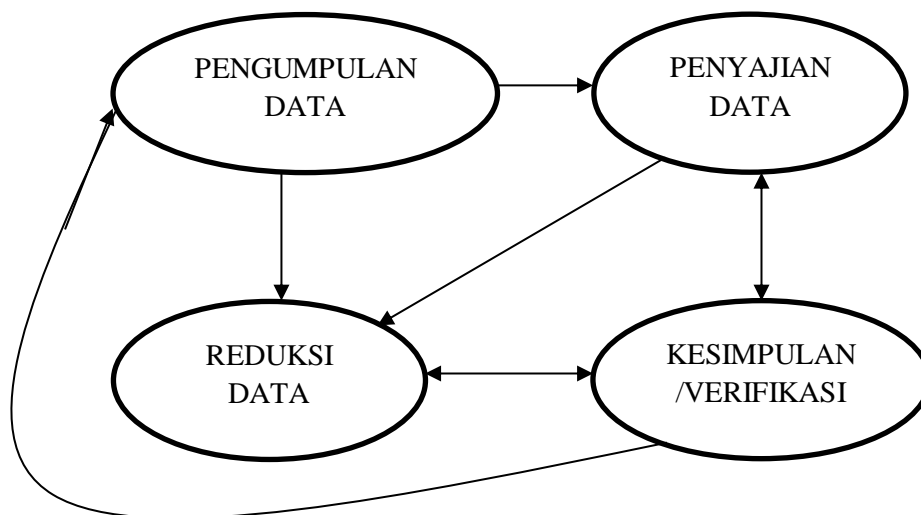 PENGUMPULAN
DATA
PENYAJIAN
DATA
REDUKSI
DATA
KESIMPULAN
/VERIFIKASI